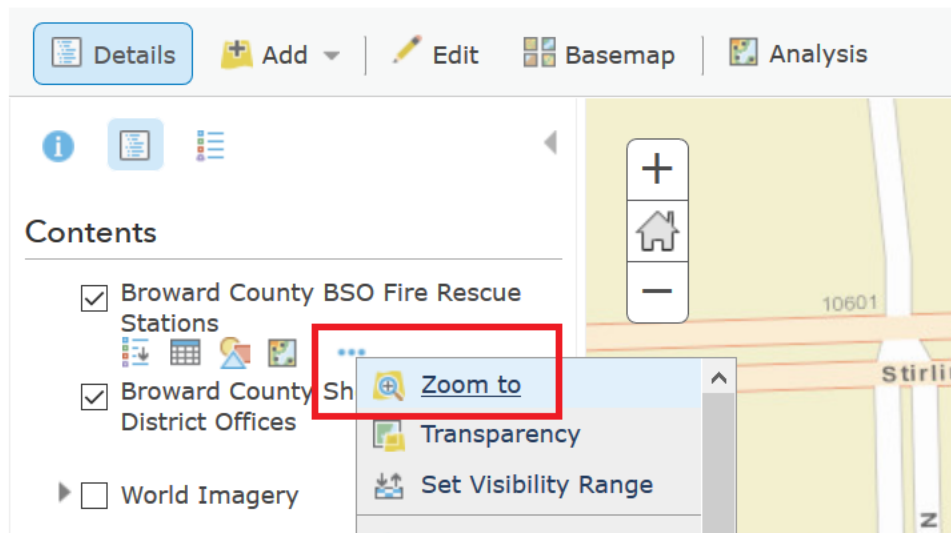 Details Add Edit Basemap Analysis
Contents
Broward County BSO Fire Rescue
Stations
Broward County Sh
District Offices
World Imagery
Zoom to
Transparency
Set Visibility Range
10601
Stirli
N